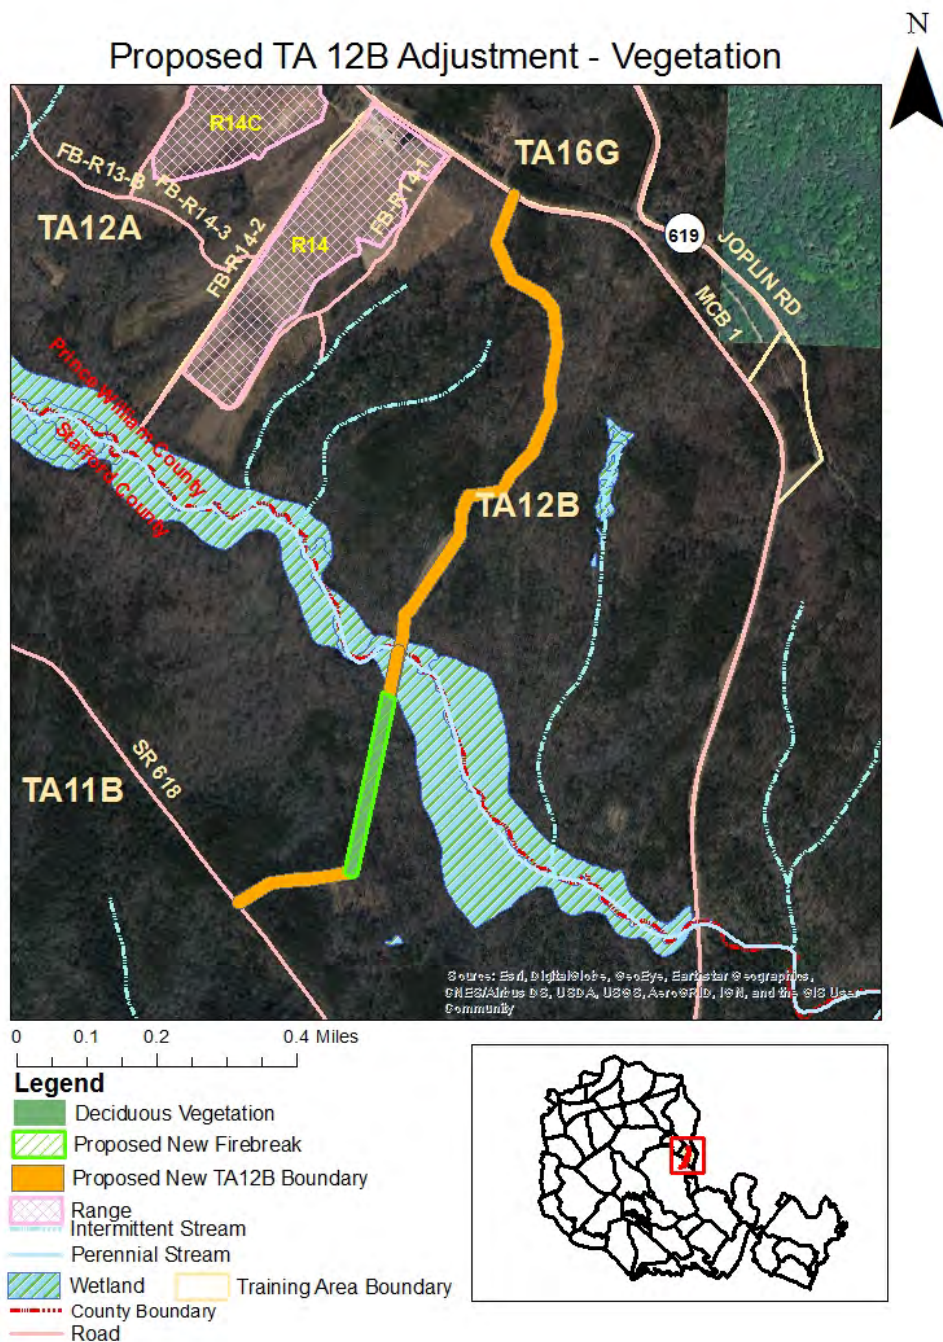 N
Proposed TA 12B Adjustment - Vegetation
R14C
TA16G
FB-R13-B
FB-R14-3
FB-R14-1
TA12A
FB-R14-2
R14
619
JOPLIN RD
MCB 1
Prince William County
Stafford County
TA12B
SR 618
TA11B
Source: Esri, DigitalGlobe, GeoEye, Earthstar Geographics,
CNES/Airbus DS, USDA, USGS, AeroGRID, IGN, and the GIS User
Community
0 0.1 0.2 0.4 Miles
Legend
Deciduous Vegetation
Proposed New Firebreak
Proposed New TA12B Boundary
Range
Intermittent Stream
Perennial Stream
Wetland Training Area Boundary
County Boundary
Road